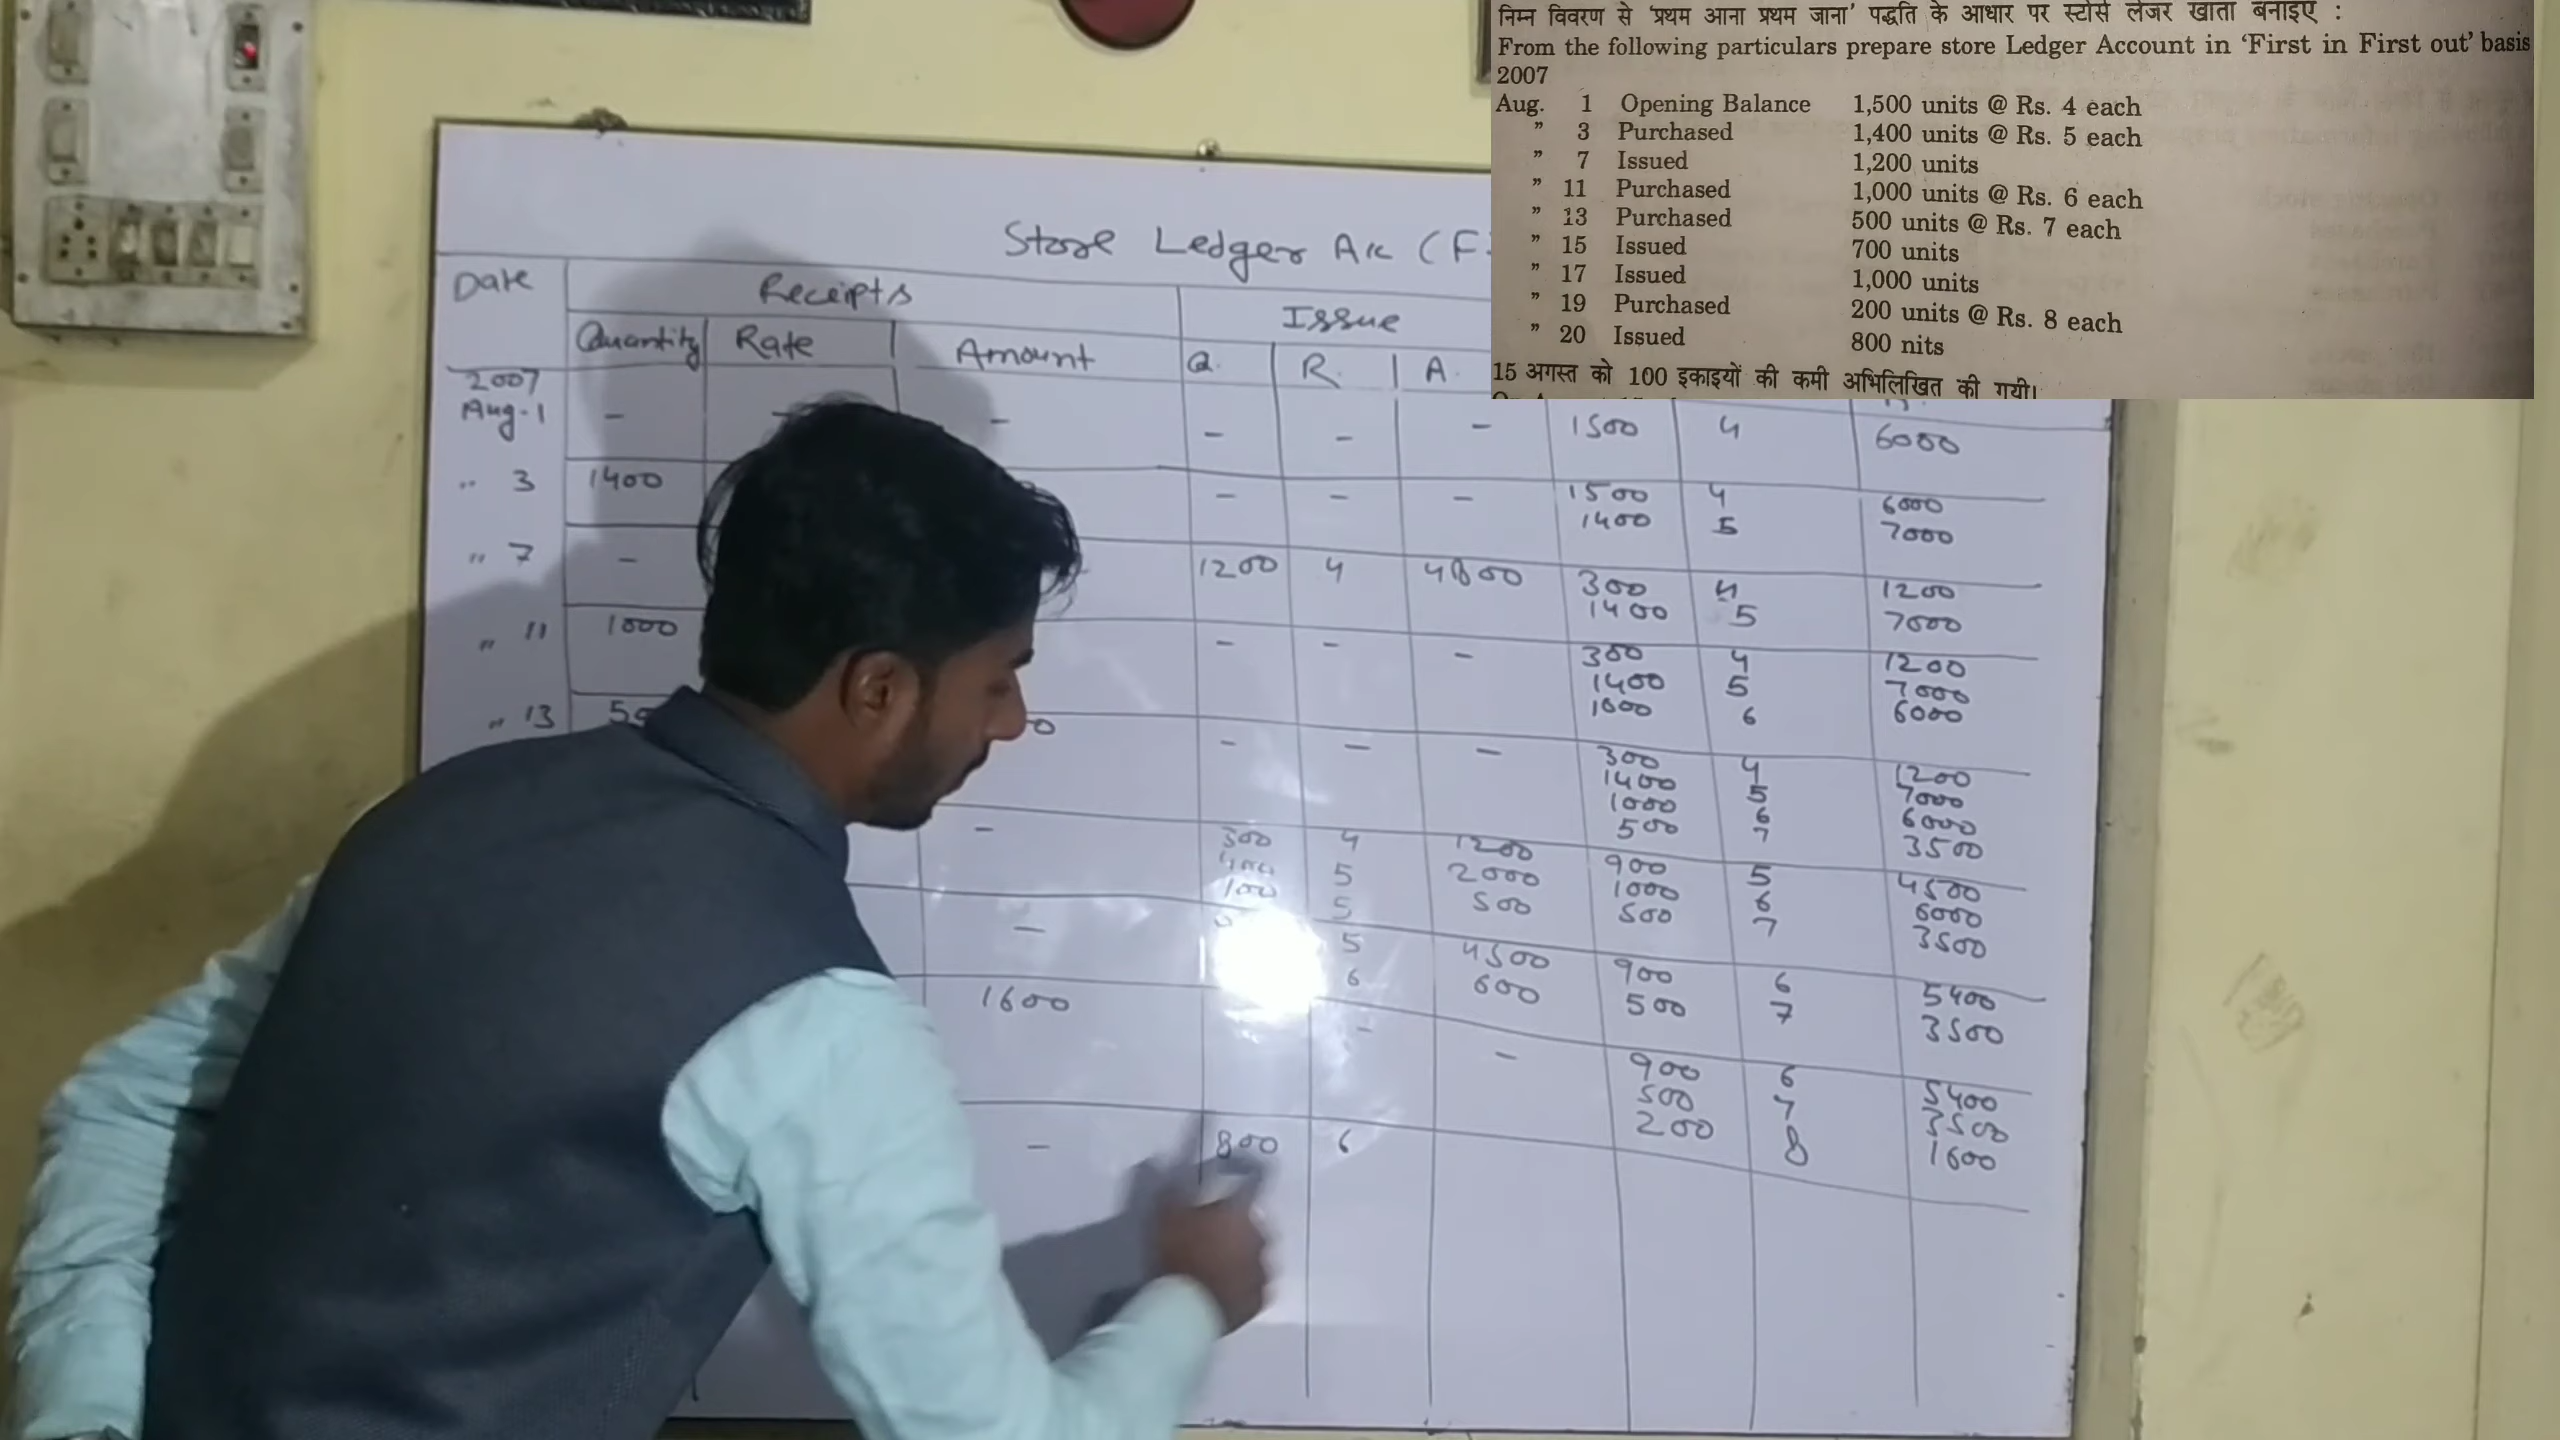 निम्न विवरण से 'प्रथम आना प्रथम जाना' पद्धति के आधार पर स्टोर्स लेजर खाता बनाइए :
From the following particulars prepare store Ledger Account in 'First in First out' basis
2007
Aug. 1 Opening Balance 1,500 units @ Rs. 4 each
" 3 Purchased 1,400 units @ Rs. 5 each
" 7 Issued 1,200 units
" 11 Purchased 1,000 units @ Rs. 6 each
" 13 Purchased 500 units @ Rs. 7 each
" 15 Issued 700 units
" 17 Issued 1,000 units
" 19 Purchased 200 units @ Rs. 8 each
" 20 Issued 800 nits
15 अगस्त को 100 इकाइयों की कमी अभिलिखित की गयी।
Store Ledger A/c (F
Date Receipts Issue
Quantity Rate Amount Q. R. A.
2007
Aug-1 - - - - - - 1500 4 6000
" 3 1400 - - - 1500 4 6000
1400 5 7000
" 7 - 1200 4 4800 300 4 1200
1400 5 7000
" 11 1000 - - - 300 4 1200
1400 5 7000
1000 6 6000
" 13 - - - 300 4 1200
1400 5 7000
1000 6 6000
500 7 3500
- 300 4 1200 900 5 4500
400 5 2000 1000 6 6000
100 5 500 500 7 3500
- 5 4500 900 6 5400
6 600 500 7 3500
1600 - - 900 6 5400
500 7 3500
200 8 1600
- 800 6